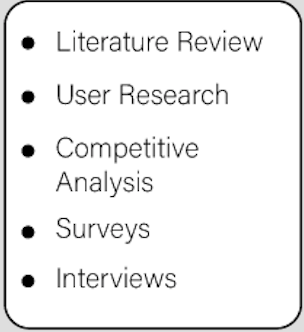 ● Literature Review
● User Research
● Competitive
Analysis
● Surveys
● Interviews